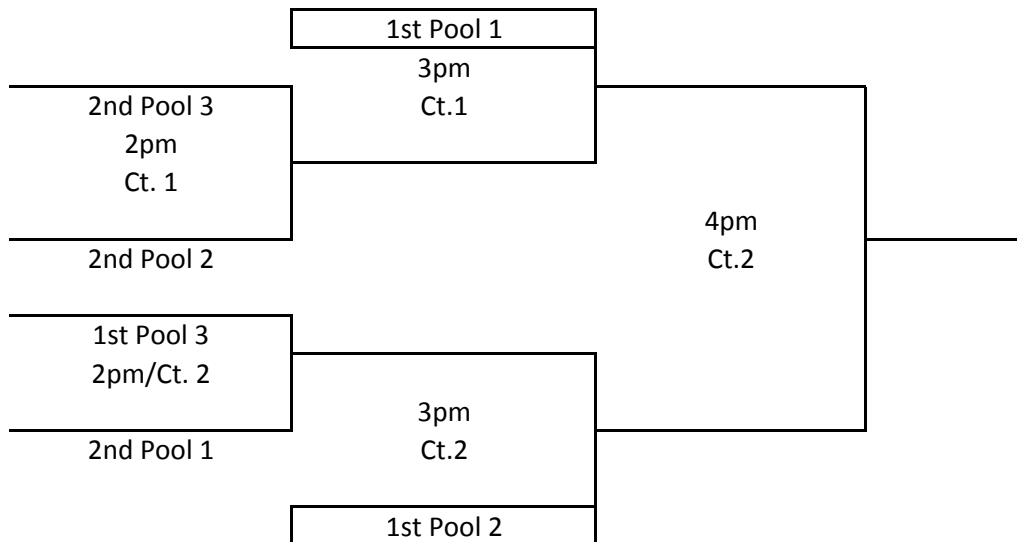 1st Pool 1
3pm
Ct.1
2nd Pool 3
2pm
Ct. 1
2nd Pool 2
4pm
Ct.2
1st Pool 3
2pm/Ct. 2
2nd Pool 1
3pm
Ct.2
1st Pool 2